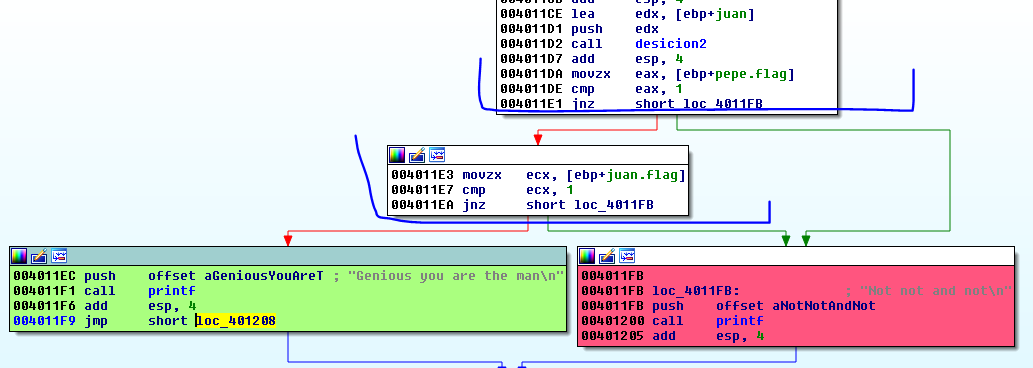 004011CE lea edx, [ebp+juan]
004011D1 push edx
004011D2 call desicion2
004011D7 add esp, 4
004011DA movzx eax, [ebp+pepe.flag]
004011DE cmp eax, 1
004011E1 jnz short loc_4011FB
004011E3 movzx ecx, [ebp+juan.flag]
004011E7 cmp ecx, 1
004011EA jnz short loc_4011FB
004011EC push offset aGeniousYouAreT ; "Genious you are the man\n"
004011F1 call printf
004011F6 add esp, 4
004011F9 jmp short loc_401208
004011FB
004011FB loc_4011FB: ; "Not not and not\n"
004011FB push offset aNotNotAndNot
00401200 call printf
00401205 add esp, 4